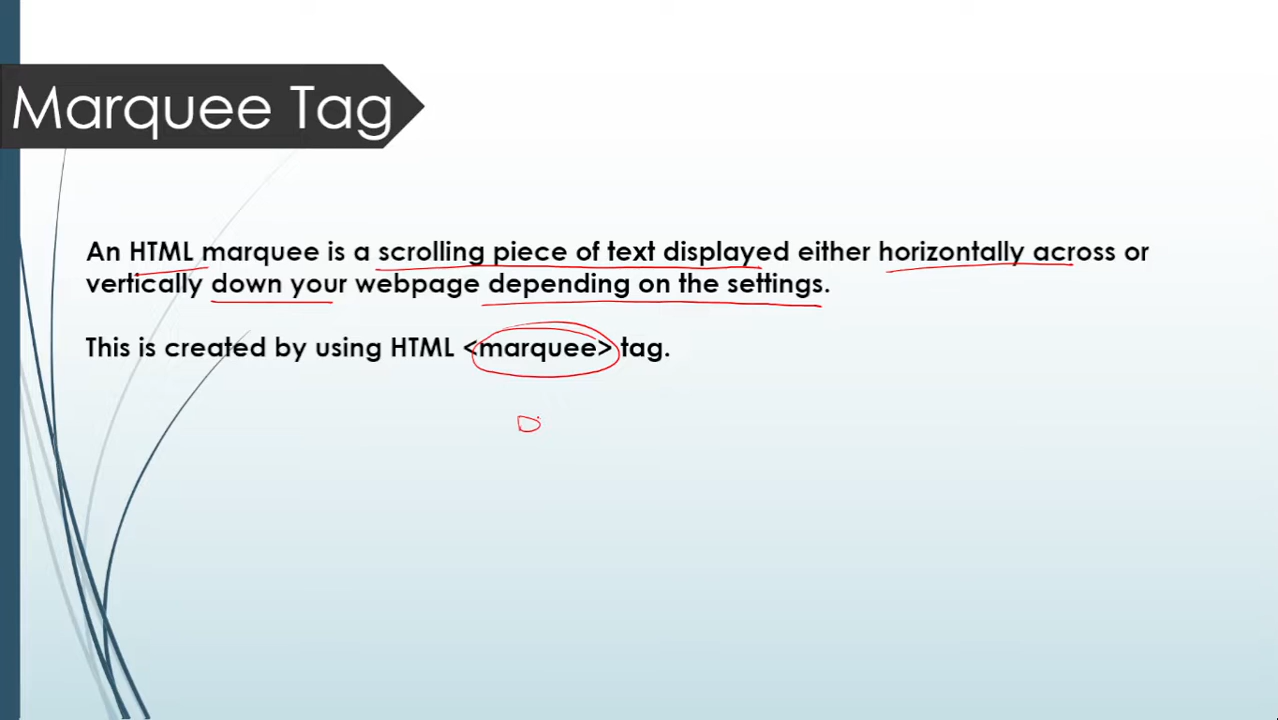 Marquee Tag
An HTML marquee is a scrolling piece of text displayed either horizontally across or
vertically down your webpage depending on the settings.
This is created by using HTML <marquee> tag.